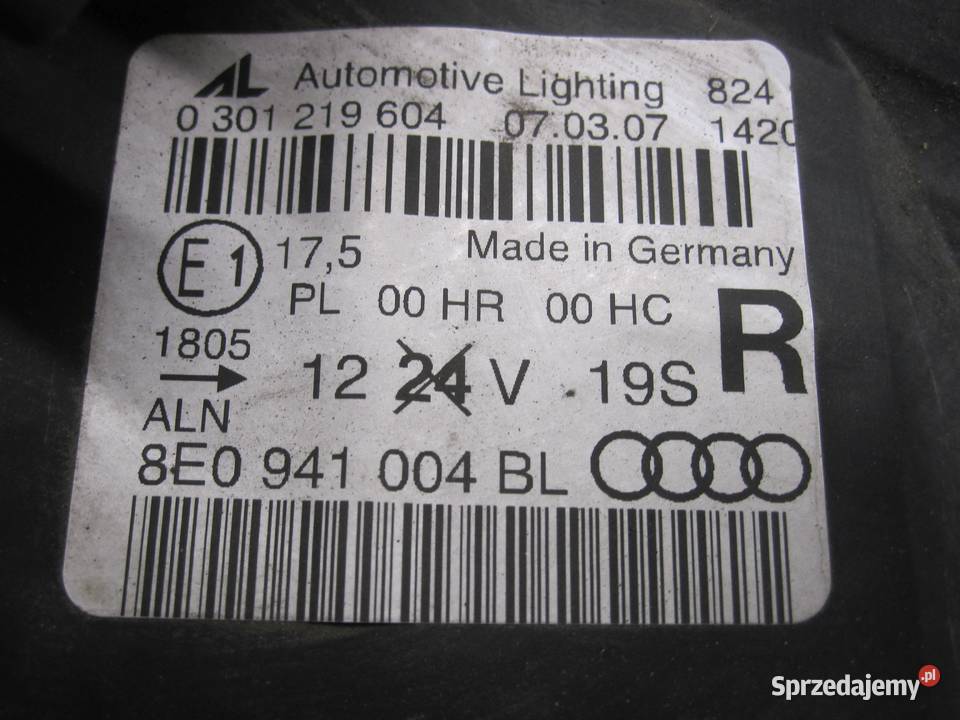 AL Automotive Lighting 824
0 301 219 604 07.03.07 1420
E1 17,5 Made in Germany
PL 00 HR 00 HC R
1805
12 24 V 19S
ALN
8E0 941 004 BL
Sprzedajemy.pl